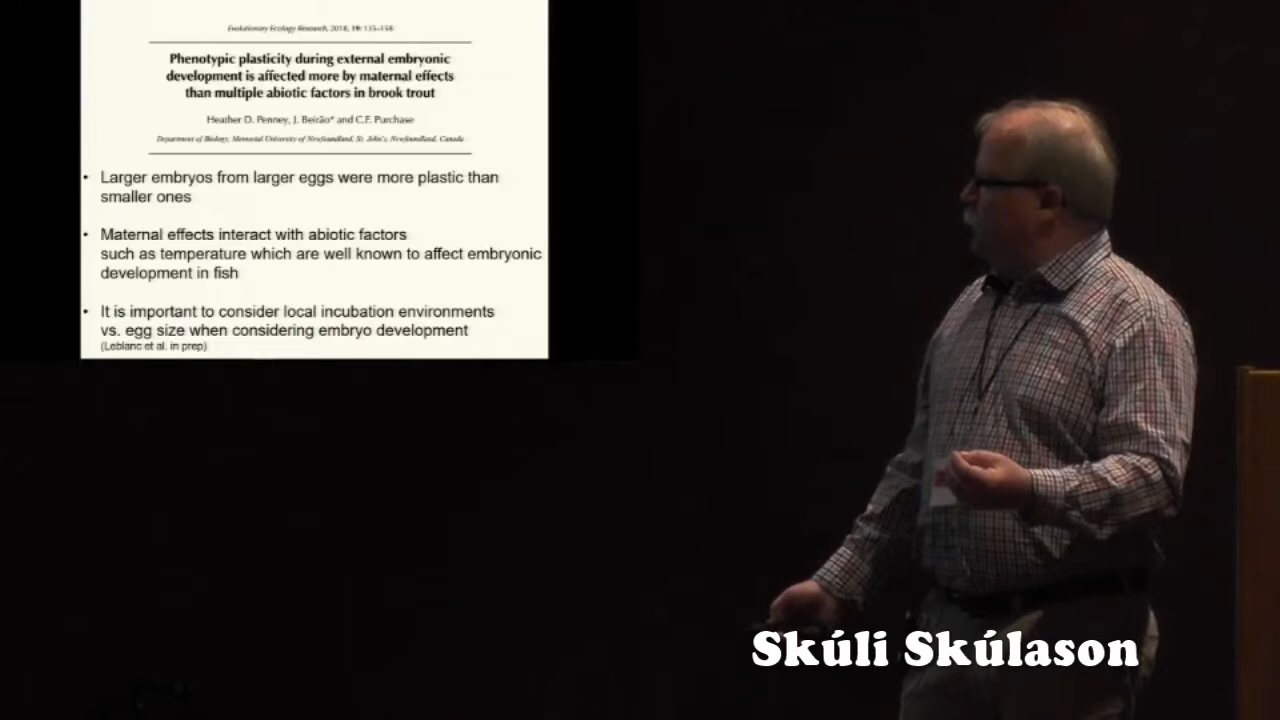 Evolutionary Ecology Research, 2018, 19: 135–158
Phenotypic plasticity during external embryonic
development is affected more by maternal effects
than multiple abiotic factors in brook trout
Heather D. Penney, J. Beirão* and C.F. Purchase
Department of Biology, Memorial University of Newfoundland, St. John's, Newfoundland, Canada
• Larger embryos from larger eggs were more plastic than
smaller ones
• Maternal effects interact with abiotic factors
such as temperature which are well known to affect embryonic
development in fish
• It is important to consider local incubation environments
vs. egg size when considering embryo development
(Leblanc et al. in prep)
Skúli Skúlason